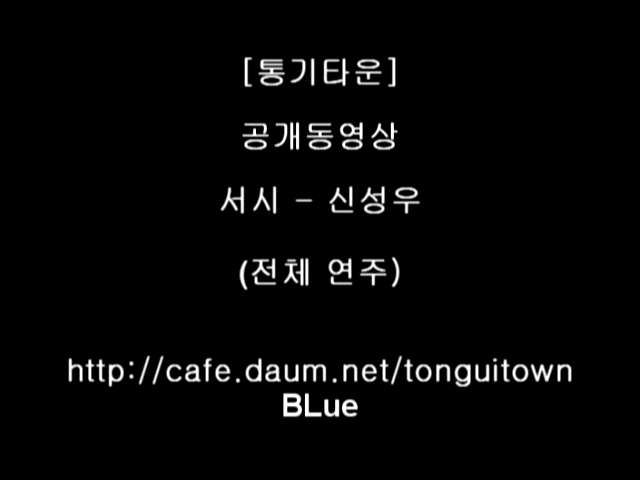 [통기타운]
공개동영상
서시 - 신성우
(전체 연주)
http://cafe.daum.net/tonguitown
BLue